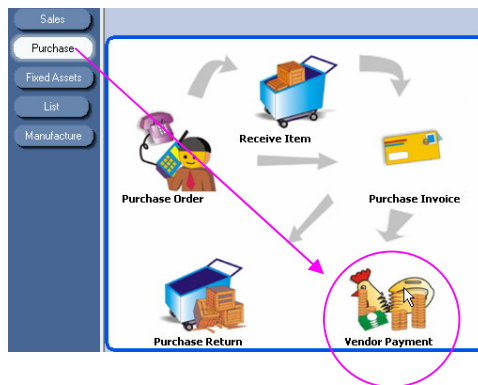 Sales
Purchase
Fixed Assets
List
Manufacture
Receive Item
Purchase Order
Purchase Invoice
Purchase Return
Vendor Payment